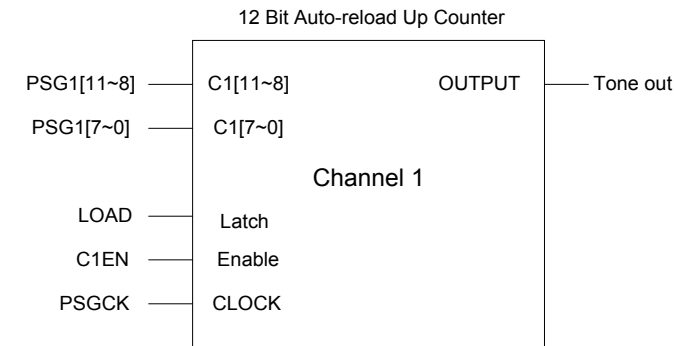 12 Bit Auto-reload Up Counter
PSG1[11~8] C1[11~8] OUTPUT Tone out
PSG1[7~0] C1[7~0]
Channel 1
LOAD Latch
C1EN Enable
PSGCK CLOCK